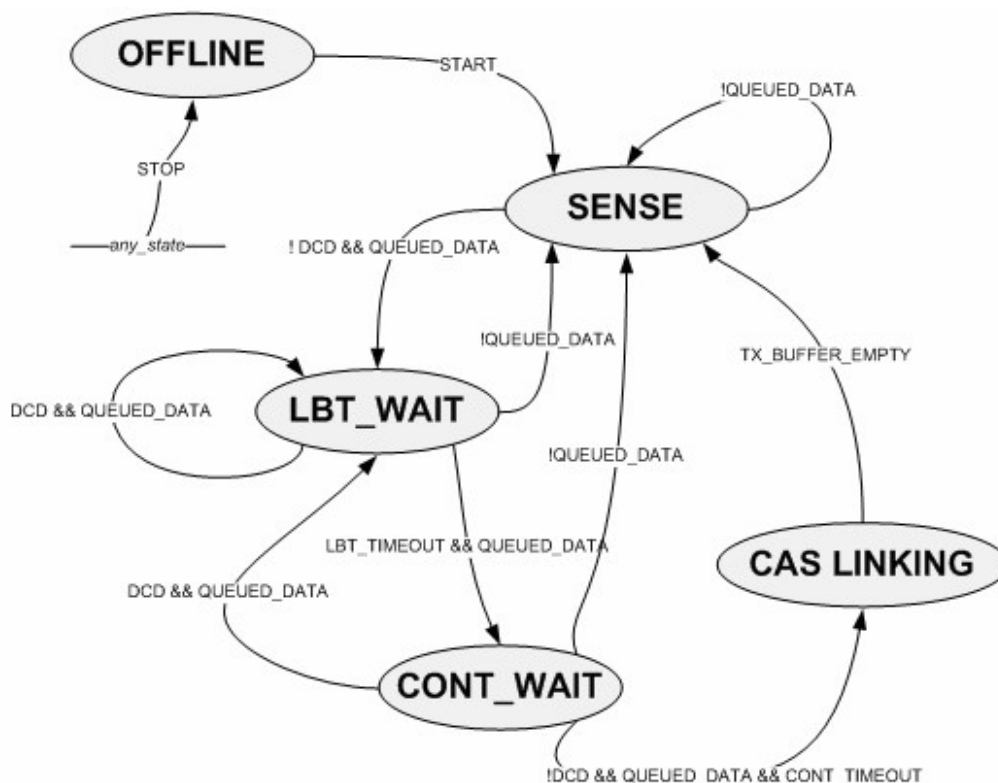 OFFLINE
START
!QUEUED_DATA
STOP
SENSE
any_state
! DCD && QUEUED_DATA
!QUEUED_DATA
TX_BUFFER_EMPTY
DCD && QUEUED_DATA
LBT_WAIT
!QUEUED_DATA
LBT_TIMEOUT && QUEUED_DATA
CAS LINKING
DCD && QUEUED_DATA
CONT_WAIT
!DCD && QUEUED_DATA && CONT_TIMEOUT